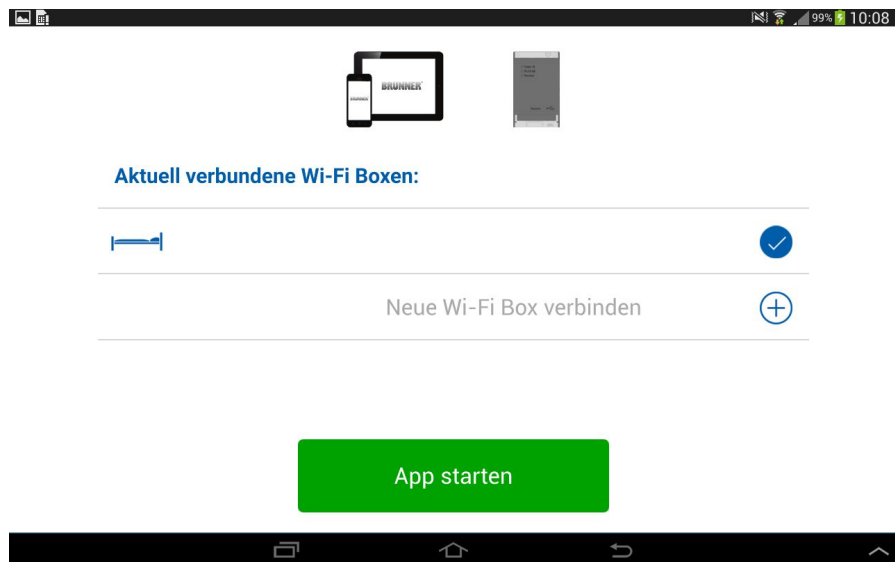 99% 10:08
BRUNNER
Aktuell verbundene Wi-Fi Boxen:
Neue Wi-Fi Box verbinden
App starten